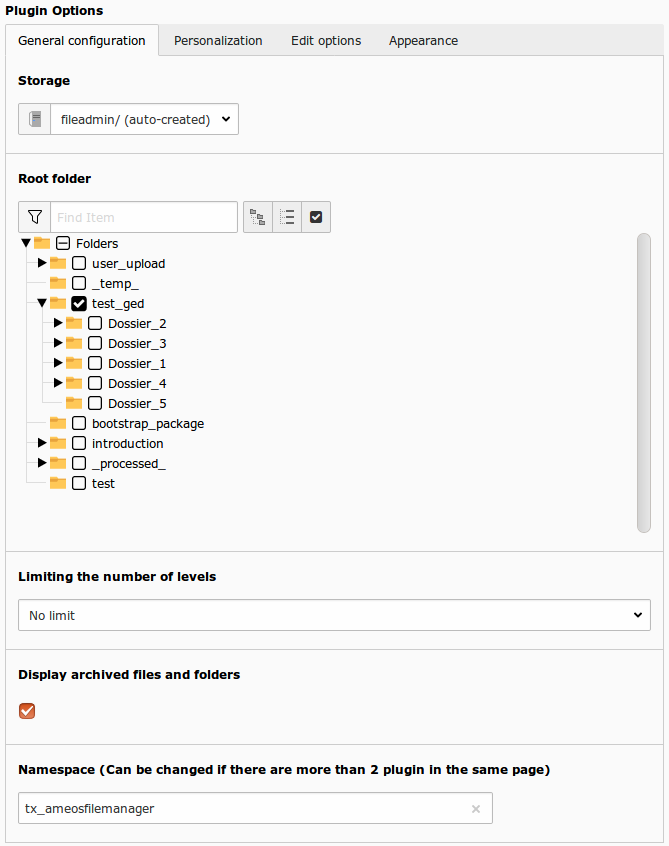 Plugin Options
General configuration Personalization Edit options Appearance
Storage
fileadmin/ (auto-created)
Root folder
Find Item
Folders
user_upload
_temp_
test_ged
Dossier_2
Dossier_3
Dossier_1
Dossier_4
Dossier_5
bootstrap_package
introduction
_processed_
test
Limiting the number of levels
No limit
Display archived files and folders
Namespace (Can be changed if there are more than 2 plugin in the same page)
tx_ameosfilemanager